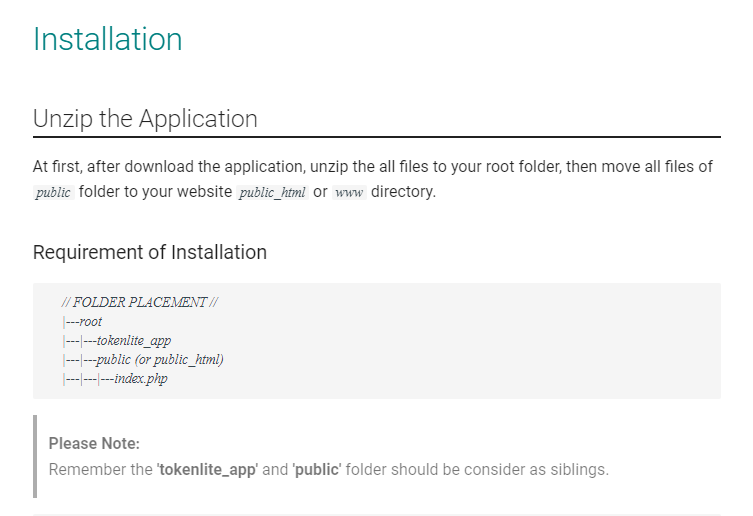 Installation
Unzip the Application
At first, after download the application, unzip the all files to your root folder, then move all files of
public folder to your website public_html or www directory.
Requirement of Installation
// FOLDER PLACEMENT //
|---root
|---|---tokenlite_app
|---|---public (or public_html)
|---|---|---index.php
Please Note:
Remember the 'tokenlite_app' and 'public' folder should be consider as siblings.